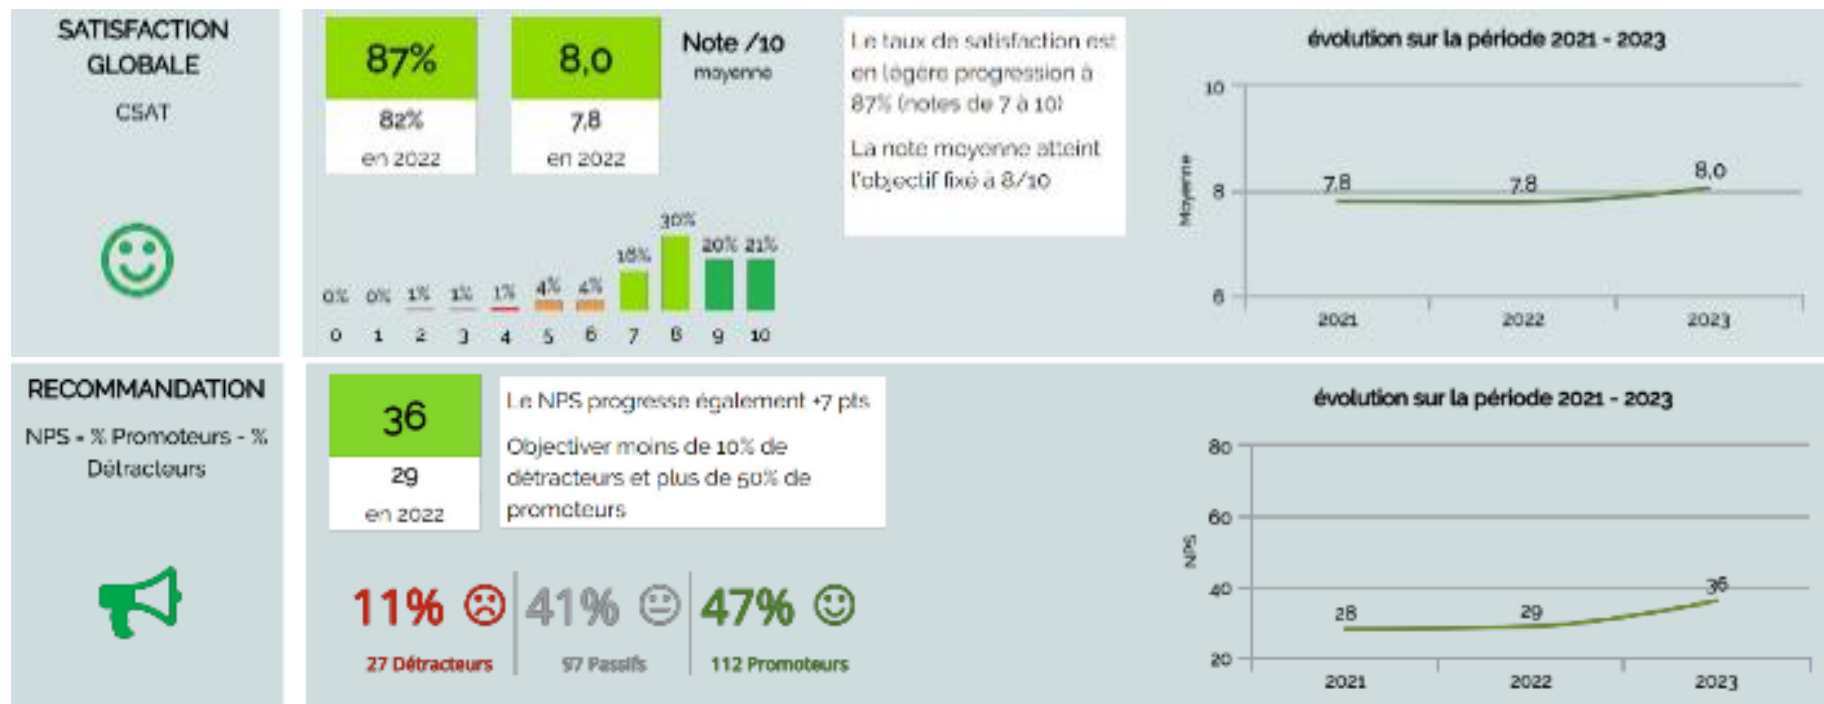 SATISFACTION
GLOBALE
CSAT
87%
82%
en 2022
8,0
7,8
en 2022
Note /10
moyenne
Le taux de satisfaction est
en légère progression à
87% (notes de 7 à 10)
La note moyenne atteint
l'objectif fixé à 8/10
0% 0% 1% 1% 1% 4% 4% 18% 30% 20% 21%
0 1 2 3 4 5 6 7 8 9 10
évolution sur la période 2021 - 2023
Moyenne
10
8
6
7,8 7,8 8,0
2021 2022 2023
RECOMMANDATION
NPS = % Promoteurs - %
Détracteurs
36
29
en 2022
Le NPS progresse également +7 pts
Objectiver moins de 10% de
détracteurs et plus de 50% de
promoteurs
11% 41% 47%
27 Détracteurs 97 Passifs 112 Promoteurs
évolution sur la période 2021 - 2023
NPS
80
60
40
20
28 29 36
2021 2022 2023